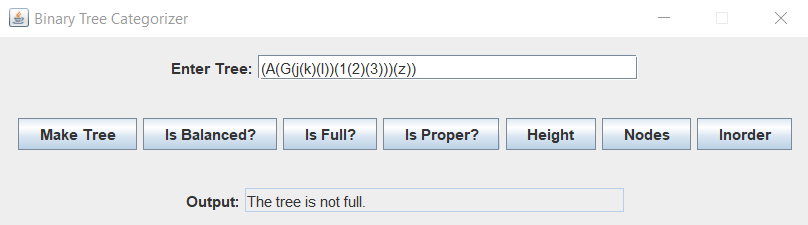 Binary Tree Categorizer
Enter Tree: (A(G(j(k)(l))(1(2)(3)))(z))
Make Tree Is Balanced? Is Full? Is Proper? Height Nodes Inorder
Output: The tree is not full.